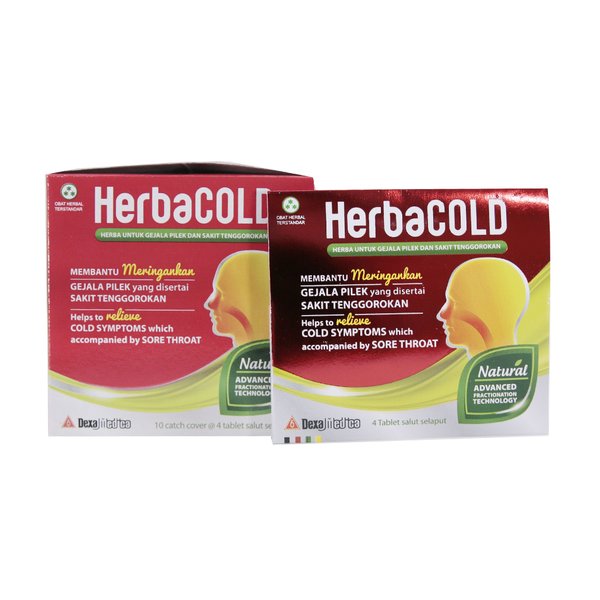 OBAT HERBAL
TERSTANDAR
HerbaCOLD
HERBA UNTUK GEJALA PILEK DAN SAKIT TENGGOROKAN
MEMBANTU Meringankan
GEJALA PILEK yang disertai
SAKIT TENGGOROKAN
Helps to relieve
COLD SYMPTOMS which
accompanied by SORE THROAT
Natural
ADVANCED
FRACTIONATION
TECHNOLOGY
Dexa Medica
10 catch cover @ 4 tablet salut se
OBAT HERBAL
TERSTANDAR
HerbaCOLD
HERBA UNTUK GEJALA PILEK DAN SAKIT TENGGOROKAN
MEMBANTU Meringankan
GEJALA PILEK yang disertai
SAKIT TENGGOROKAN
Helps to relieve
COLD SYMPTOMS which
accompanied by SORE THROAT
Natural
ADVANCED
FRACTIONATION
TECHNOLOGY
Dexa Medica
4 Tablet salut selaput